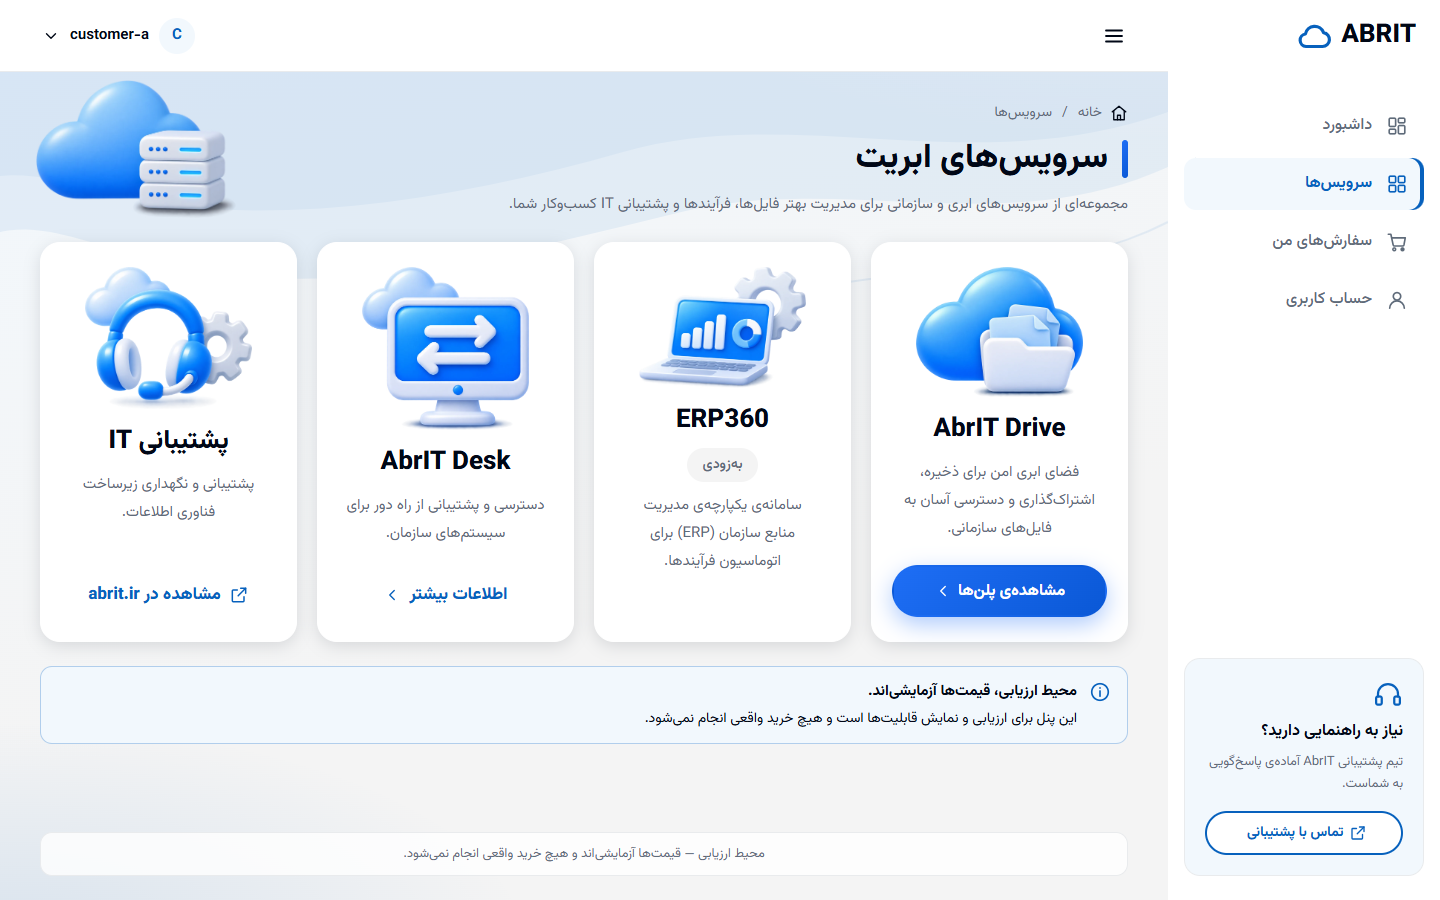 ABRIT
داشبورد
سرویس‌ها
سفارش‌های من
حساب کاربری
نیاز به راهنمایی دارید؟
تیم پشتیبانی AbrIT آماده‌ی پاسخ‌گویی
به شماست.
تماس با پشتیبانی
C
customer-a
خانه / سرویس‌ها
سرویس‌های ابریت
مجموعه‌ای از سرویس‌های ابری و سازمانی برای مدیریت بهتر فایل‌ها، فرآیندها و پشتیبانی IT کسب‌وکار شما.
AbrIT Drive
فضای ابری امن برای ذخیره،
اشتراک‌گذاری و دسترسی آسان به
فایل‌های سازمانی.
مشاهده‌ی پلن‌ها
ERP360
به‌زودی
سامانه‌ی یکپارچه‌ی مدیریت
منابع سازمان (ERP) برای
اتوماسیون فرآیندها.
AbrIT Desk
دسترسی و پشتیبانی از راه دور برای
سیستم‌های سازمان.
اطلاعات بیشتر
پشتیبانی IT
پشتیبانی و نگهداری زیرساخت
فناوری اطلاعات.
مشاهده در abrit.ir
محیط ارزیابی، قیمت‌ها آزمایشی‌اند.
این پنل برای ارزیابی و نمایش قابلیت‌ها است و هیچ خرید واقعی انجام نمی‌شود.
محیط ارزیابی — قیمت‌ها آزمایشی‌اند و هیچ خرید واقعی انجام نمی‌شود.